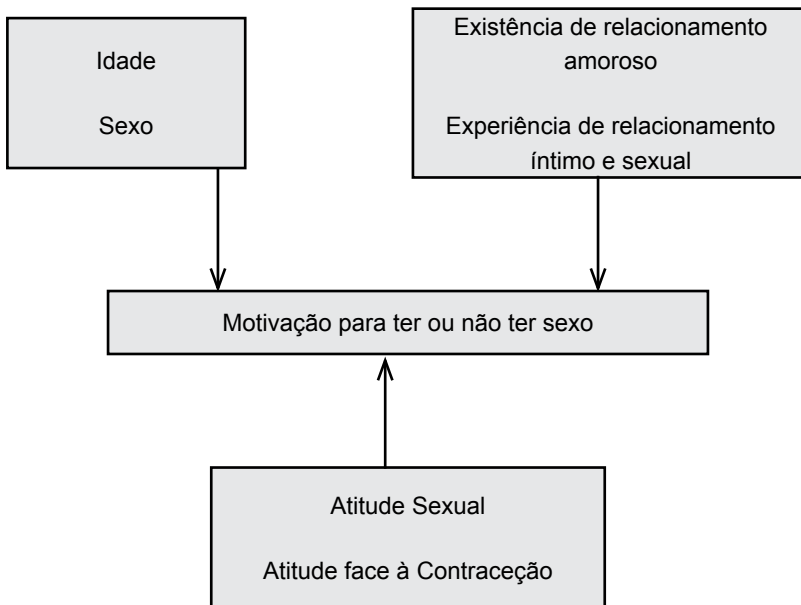 Idade
Sexo
Existência de relacionamento
amoroso
Experiência de relacionamento
íntimo e sexual
Motivação para ter ou não ter sexo
Atitude Sexual
Atitude face à Contraceção